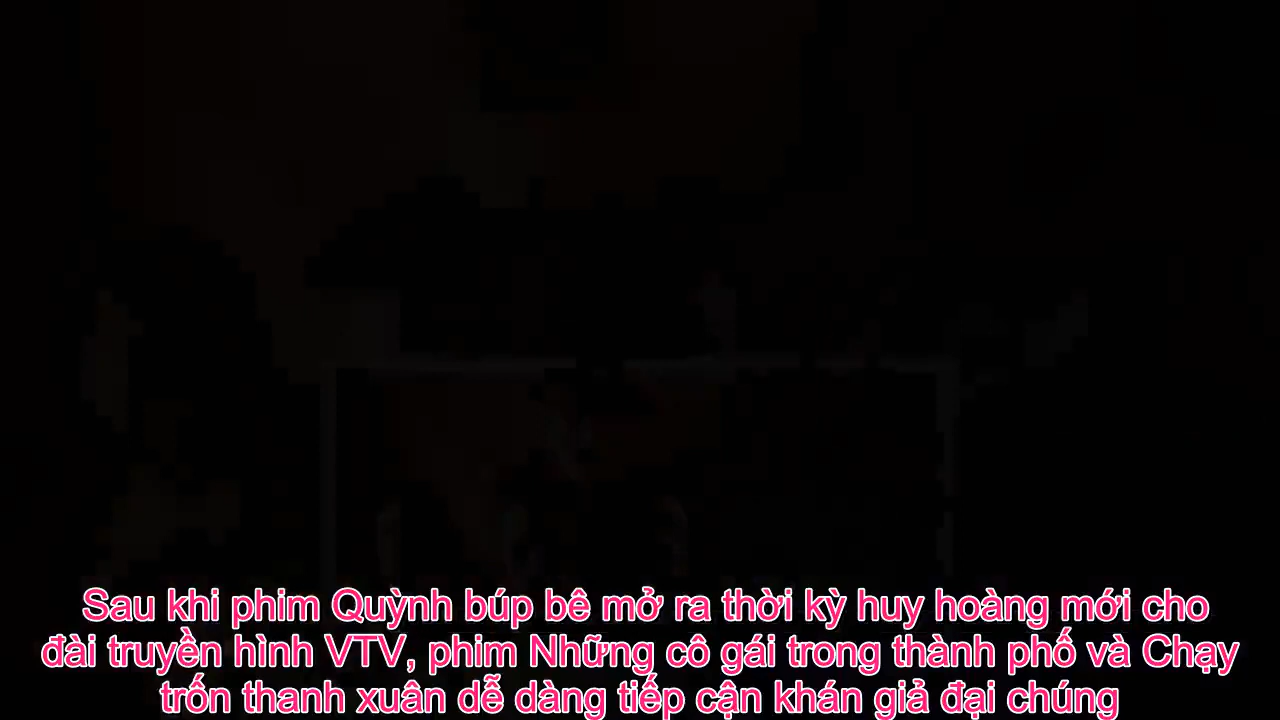 Sau khi phim Quỳnh búp bê mở ra thời kỳ huy hoàng mới cho
đài truyền hình VTV, phim Những cô gái trong thành phố và Chạy
trốn thanh xuân dễ dàng tiếp cận khán giả đại chúng